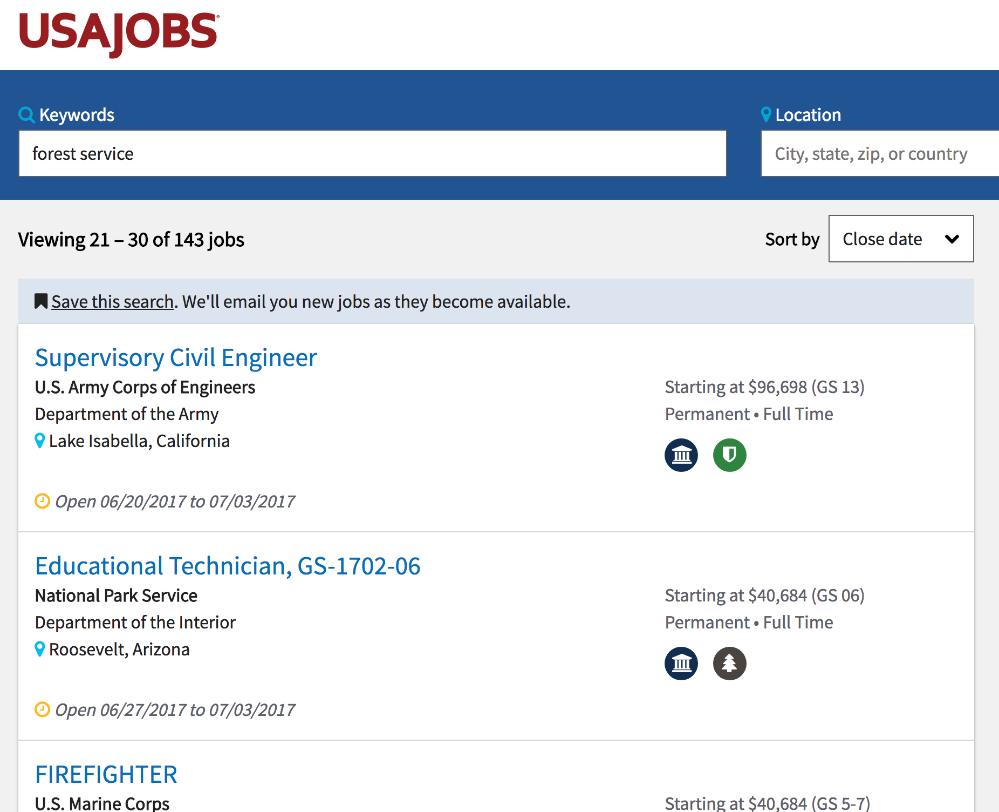 USAJOBS®
Keywords
Location
forest service
City, state, zip, or country
Viewing 21 – 30 of 143 jobs
Sort by
Close date
Save this search. We'll email you new jobs as they become available.
Supervisory Civil Engineer
U.S. Army Corps of Engineers
Starting at $96,698 (GS 13)
Department of the Army
Permanent • Full Time
Lake Isabella, California
Open 06/20/2017 to 07/03/2017
Educational Technician, GS-1702-06
National Park Service
Starting at $40,684 (GS 06)
Department of the Interior
Permanent • Full Time
Roosevelt, Arizona
Open 06/27/2017 to 07/03/2017
FIREFIGHTER
U.S. Marine Corps
Starting at $40,684 (GS 5-7)